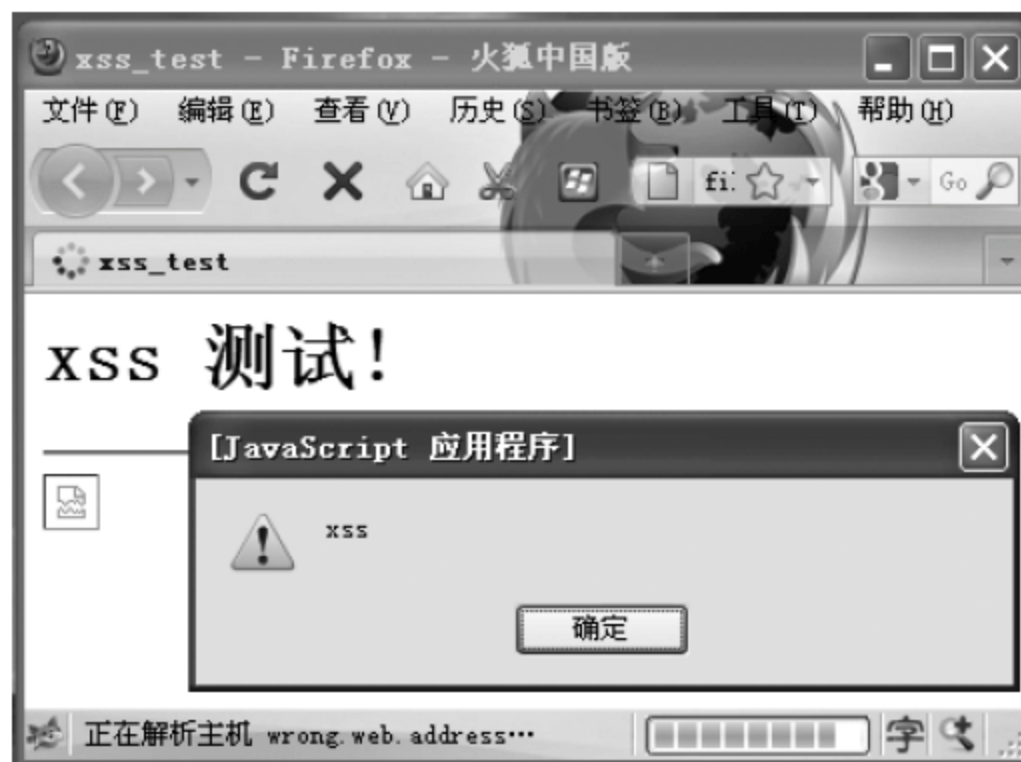 xss_test - Firefox - 火狐中国版
文件(F) 编辑(E) 查看(V) 历史(S) 书签(B) 工具(T) 帮助(H)
fi: Go
xss_test
xss 测试!
[JavaScript 应用程序]
xss
确定
正在解析主机 wrong.web.address… 字